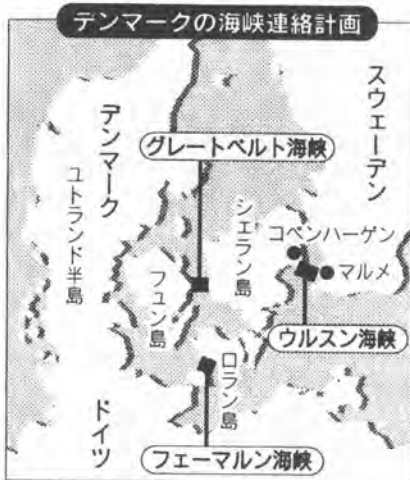 デンマークの海峡連絡計画
スウェーデン
デンマーク
グレートベルト海峡
ユトランド半島
シェラン島
コペンハーゲン
マルメ
フュン島
ウルスン海峡
ロラン島
ドイツ
フェーマルン海峡